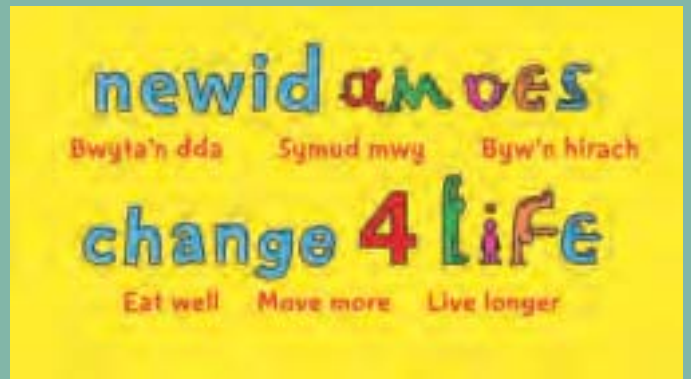 newid am oes
Bwyta'n dda Symud mwy Byw'n hirach
change 4 life
Eat well Move more Live longer